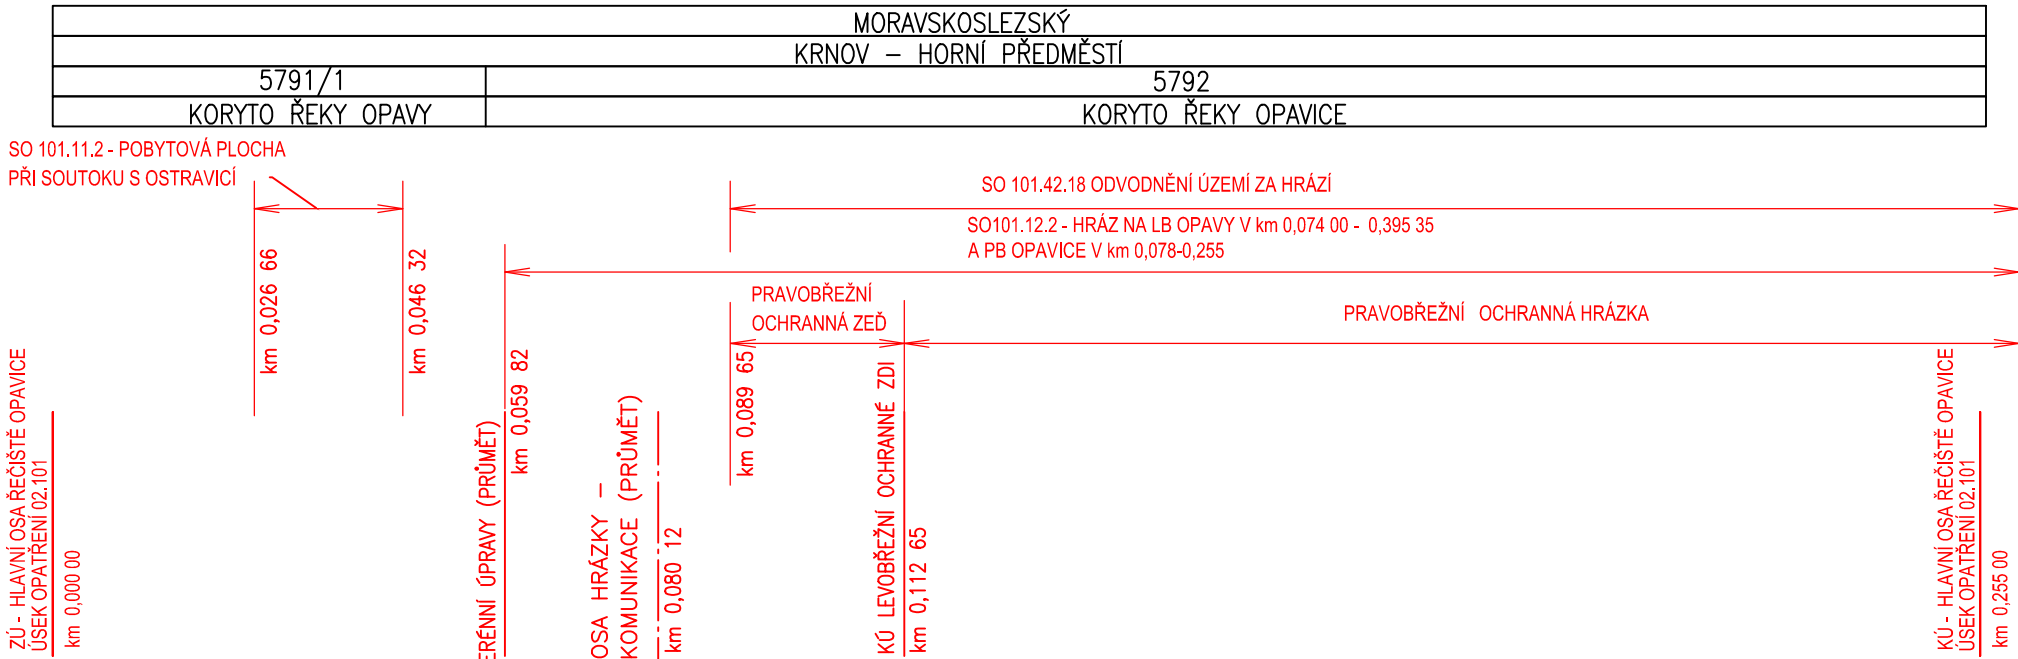 MORAVSKOSLEZSKÝ
KRNOV – HORNÍ PŘEDMĚSTÍ
5791/1
5792
KORYTO ŘEKY OPAVY
KORYTO ŘEKY OPAVICE
SO 101.11.2 - POBYTOVÁ PLOCHA
PŘI SOUTOKU S OSTRAVICÍ
SO 101.42.18 ODVODNĚNÍ ÚZEMÍ ZA HRÁZÍ
SO101.12.2 - HRÁZ NA LB OPAVY V km 0,074 00 - 0,395 35
A PB OPAVICE V km 0,078-0,255
PRAVOBŘEŽNÍ
OCHRANNÁ ZEĎ
PRAVOBŘEŽNÍ OCHRANNÁ HRÁZKA
ZÚ - HLAVNÍ OSA ŘEČIŠTĚ OPAVICE
ÚSEK OPATŘENÍ 02.101
km 0,000 00
km 0,026 66
km 0,046 32
ERÉNNÍ ÚPRAVY (PRŮMĚT)
km 0,059 82
OSA HRÁZKY –
KOMUNIKACE (PRŮMĚT)
km 0,080 12
km 0,089 65
KÚ LEVOBŘEŽNÍ OCHRANNÉ ZDI
km 0,112 65
KÚ - HLAVNÍ OSA ŘEČIŠTĚ OPAVICE
ÚSEK OPATŘENÍ 02.101
km 0,255 00